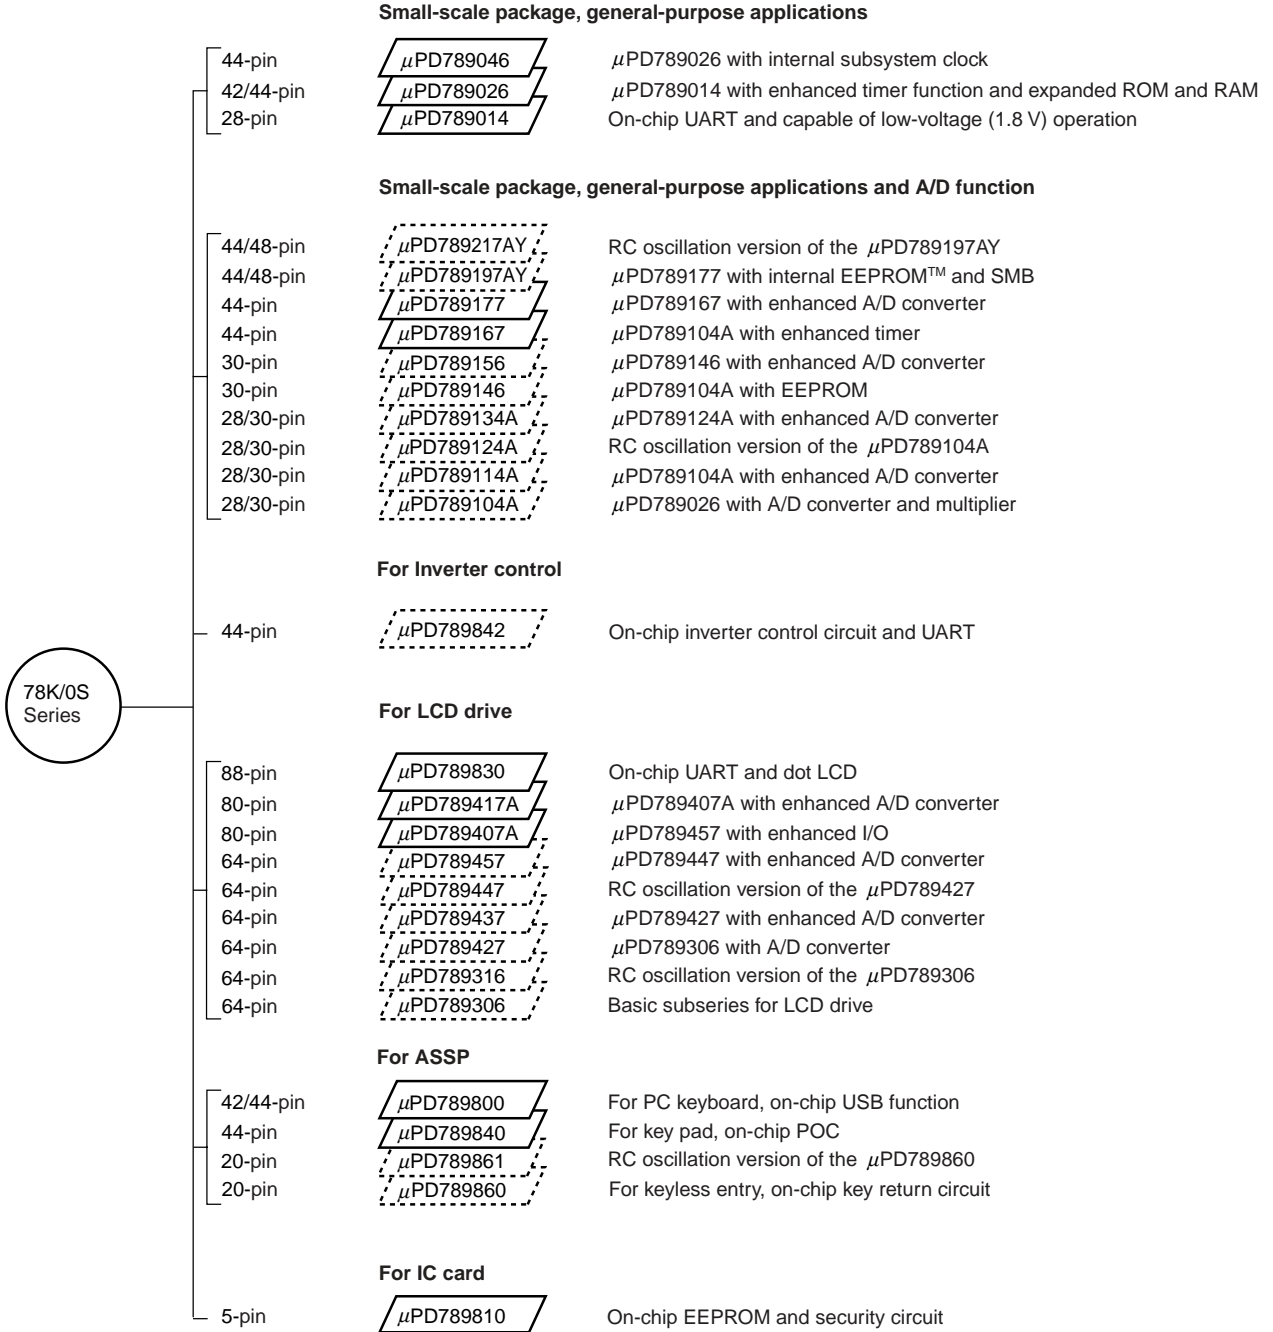 Small-scale package, general-purpose applications
44-pin μPD789046 μPD789026 with internal subsystem clock
42/44-pin μPD789026 μPD789014 with enhanced timer function and expanded ROM and RAM
28-pin μPD789014 On-chip UART and capable of low-voltage (1.8 V) operation
Small-scale package, general-purpose applications and A/D function
44/48-pin μPD789217AY RC oscillation version of the μPD789197AY
44/48-pin μPD789197AY μPD789177 with internal EEPROM™ and SMB
44-pin μPD789177 μPD789167 with enhanced A/D converter
44-pin μPD789167 μPD789104A with enhanced timer
30-pin μPD789156 μPD789146 with enhanced A/D converter
30-pin μPD789146 μPD789104A with EEPROM
28/30-pin μPD789134A μPD789124A with enhanced A/D converter
28/30-pin μPD789124A RC oscillation version of the μPD789104A
28/30-pin μPD789114A μPD789104A with enhanced A/D converter
28/30-pin μPD789104A μPD789026 with A/D converter and multiplier
For Inverter control
44-pin μPD789842 On-chip inverter control circuit and UART
78K/0S
Series
For LCD drive
88-pin μPD789830 On-chip UART and dot LCD
80-pin μPD789417A μPD789407A with enhanced A/D converter
80-pin μPD789407A μPD789457 with enhanced I/O
64-pin μPD789457 μPD789447 with enhanced A/D converter
64-pin μPD789447 RC oscillation version of the μPD789427
64-pin μPD789437 μPD789427 with enhanced A/D converter
64-pin μPD789427 μPD789306 with A/D converter
64-pin μPD789316 RC oscillation version of the μPD789306
64-pin μPD789306 Basic subseries for LCD drive
For ASSP
42/44-pin μPD789800 For PC keyboard, on-chip USB function
44-pin μPD789840 For key pad, on-chip POC
20-pin μPD789861 RC oscillation version of the μPD789860
20-pin μPD789860 For keyless entry, on-chip key return circuit
For IC card
5-pin μPD789810 On-chip EEPROM and security circuit